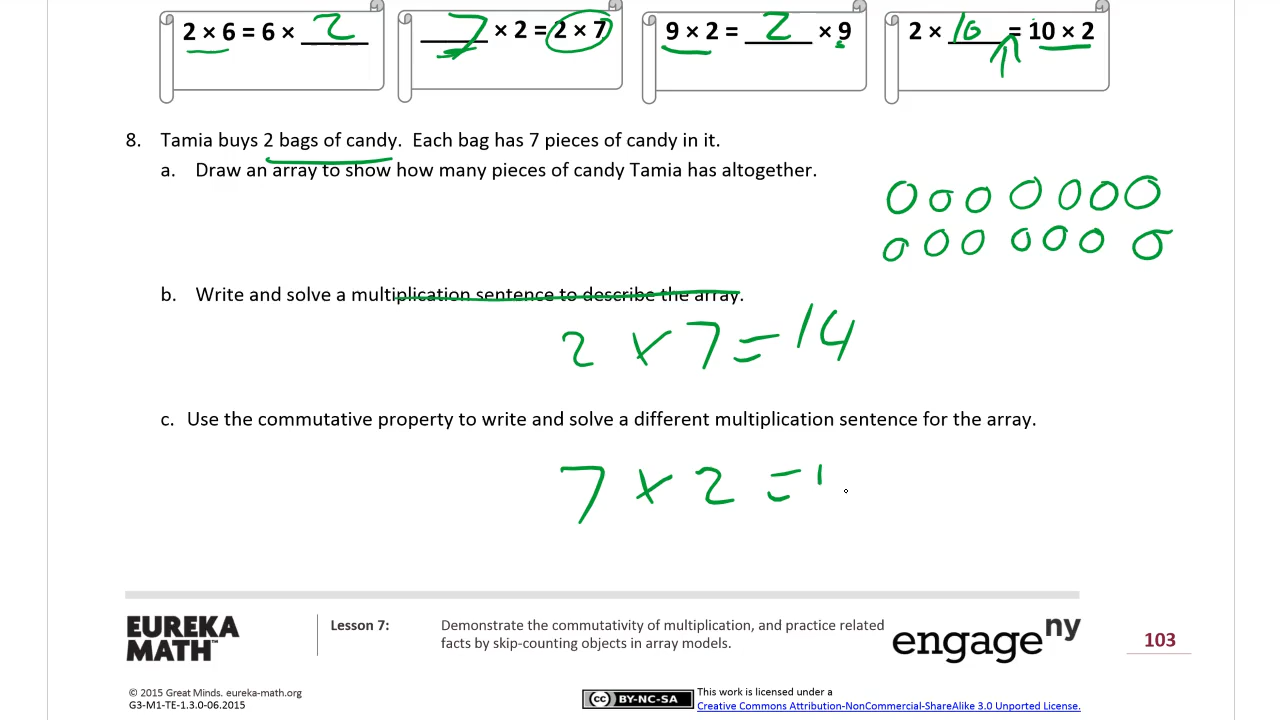 2 × 6 = 6 × 2
7 × 2 = 2 × 7
9 × 2 = 2 × 9
2 × 10 = 10 × 2
8. Tamia buys 2 bags of candy. Each bag has 7 pieces of candy in it.
a. Draw an array to show how many pieces of candy Tamia has altogether.
b. Write and solve a multiplication sentence to describe the array.
2 × 7 = 14
c. Use the commutative property to write and solve a different multiplication sentence for the array.
7 × 2 = 1
EUREKA MATH™
Lesson 7:
Demonstrate the commutativity of multiplication, and practice related
facts by skip-counting objects in array models.
engage ny
103
© 2015 Great Minds. eureka-math.org
G3-M1-TE-1.3.0-06.2015
cc BY-NC-SA
This work is licensed under a
Creative Commons Attribution-NonCommercial-ShareAlike 3.0 Unported License.